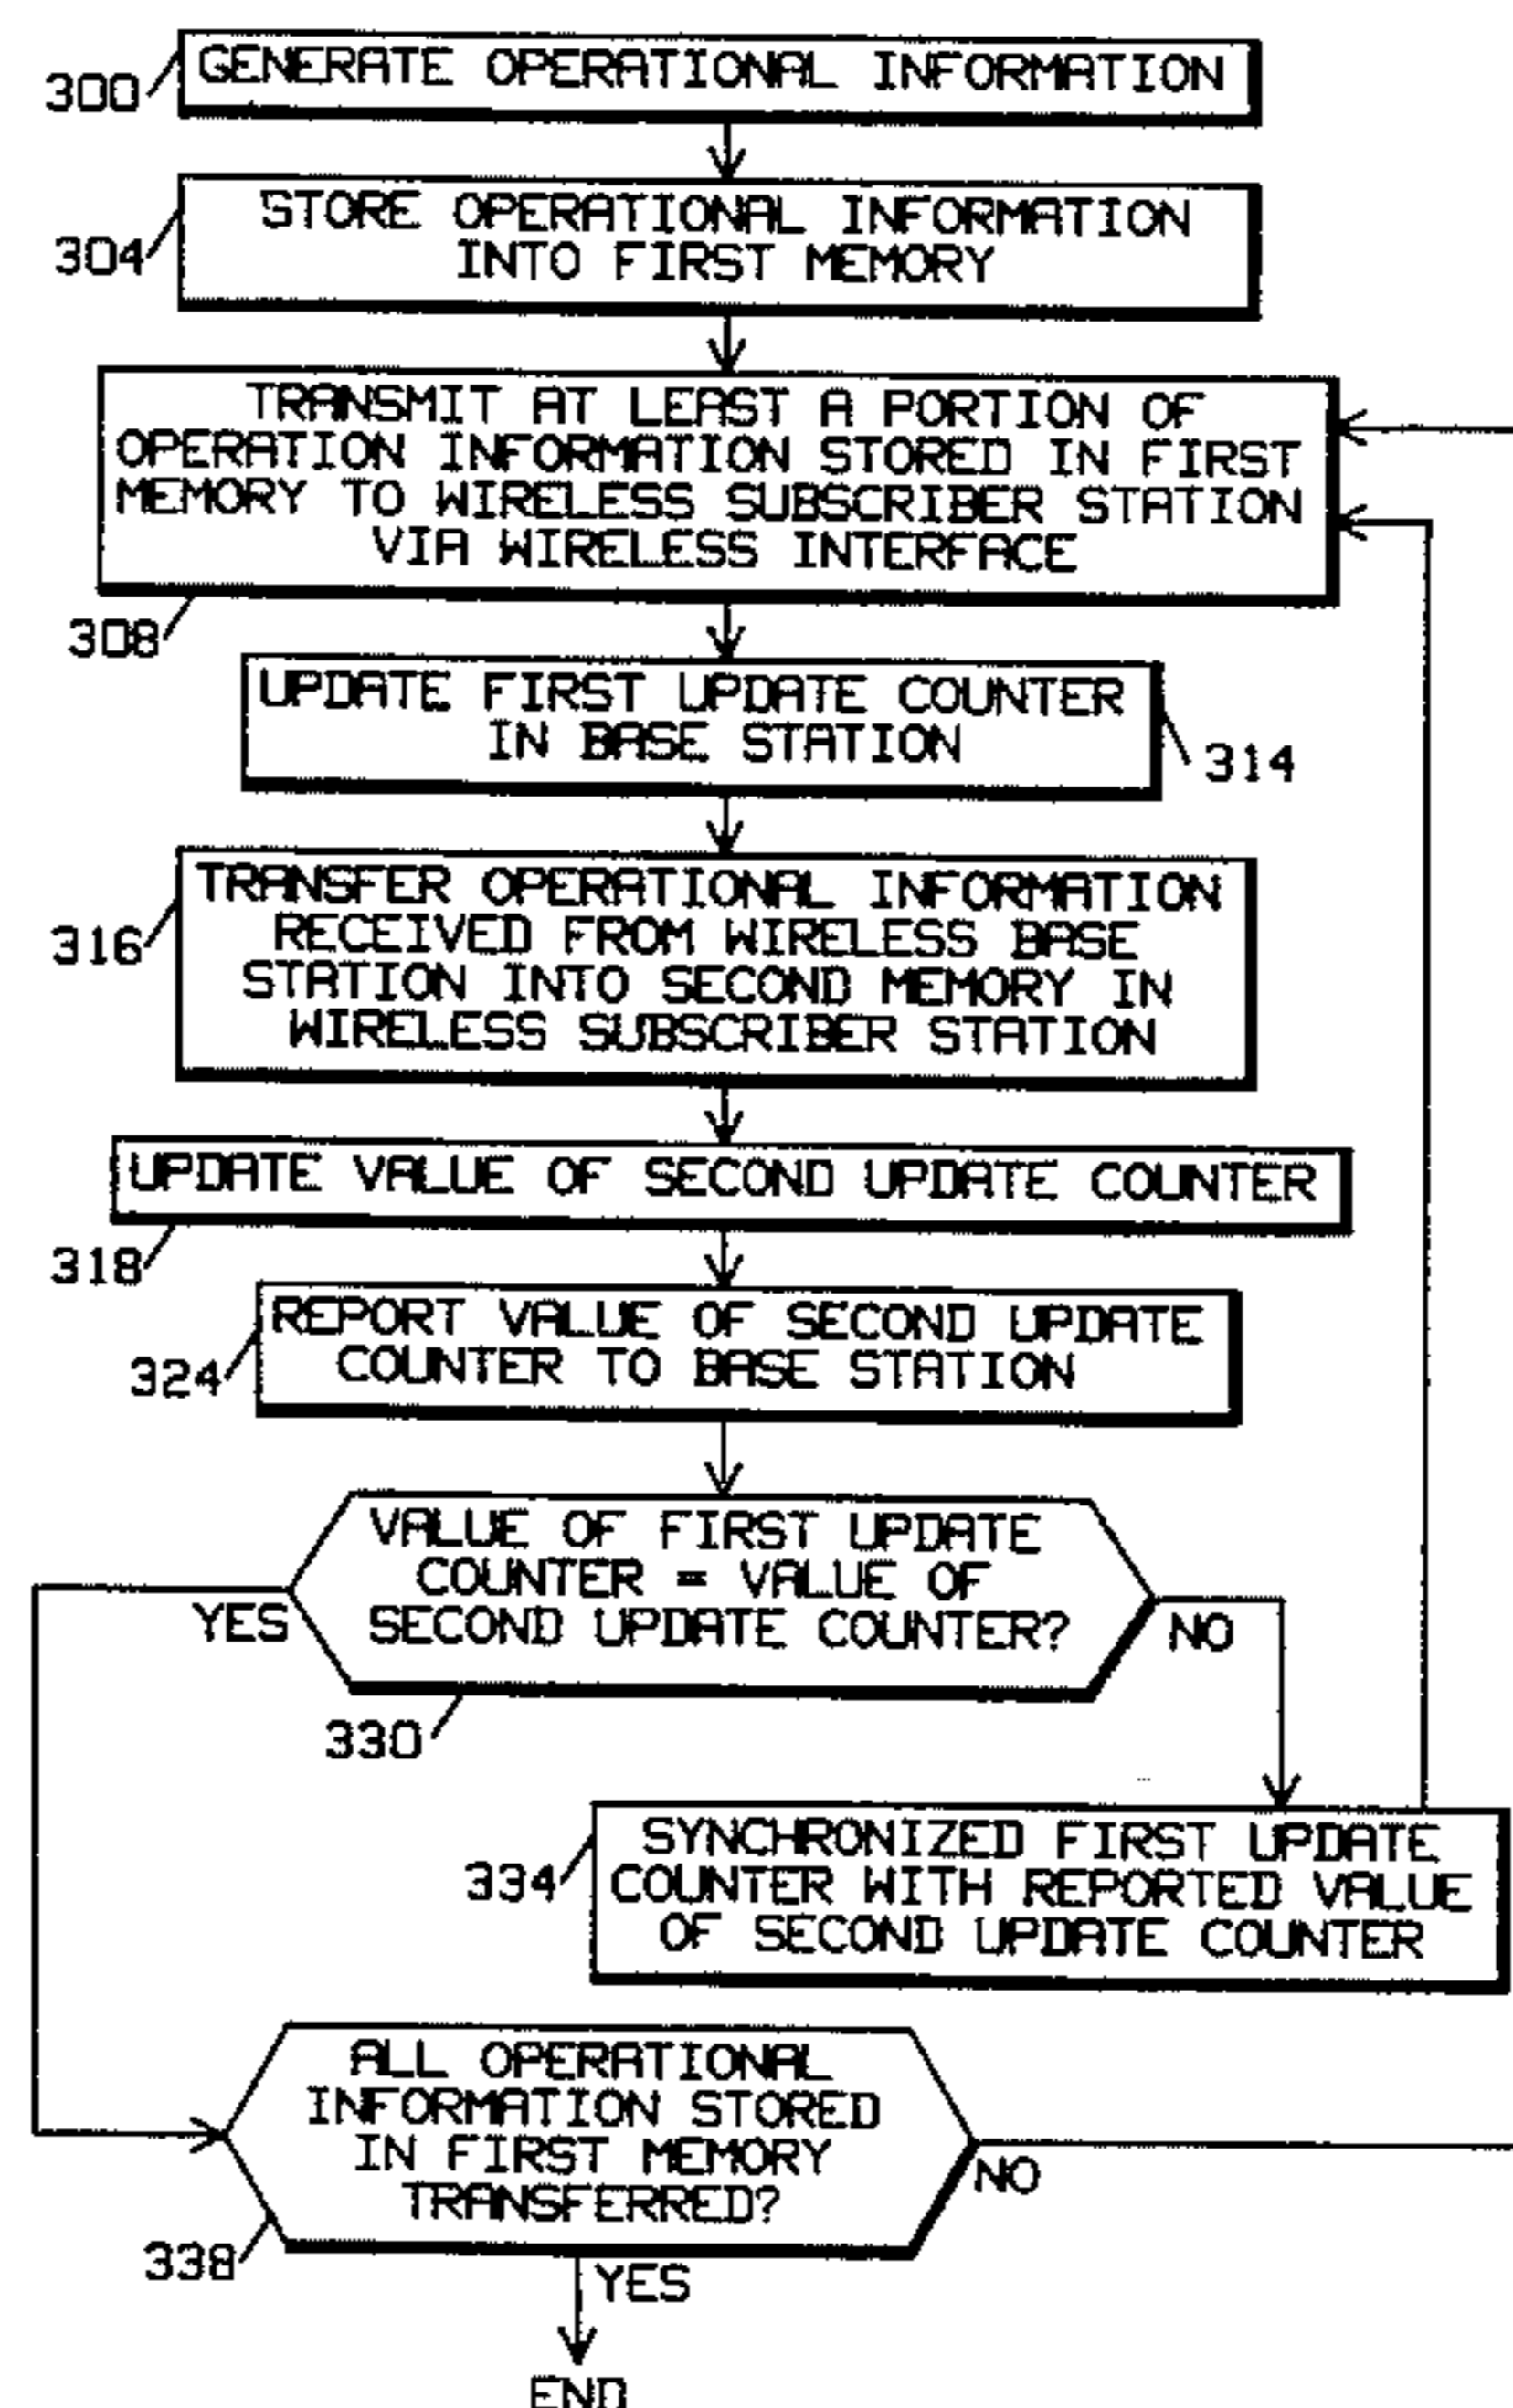 300
GENERATE OPERATIONAL INFORMATION
304
STORE OPERATIONAL INFORMATION
INTO FIRST MEMORY
TRANSMIT AT LEAST A PORTION OF
OPERATION INFORMATION STORED IN FIRST
MEMORY TO WIRELESS SUBSCRIBER STATION
VIA WIRELESS INTERFACE
308
UPDATE FIRST UPDATE COUNTER
IN BASE STATION
314
316
TRANSFER OPERATIONAL INFORMATION
RECEIVED FROM WIRELESS BASE
STATION INTO SECOND MEMORY IN
WIRELESS SUBSCRIBER STATION
UPDATE VALUE OF SECOND UPDATE COUNTER
318
324
REPORT VALUE OF SECOND UPDATE
COUNTER TO BASE STATION
VALUE OF FIRST UPDATE
COUNTER = VALUE OF
SECOND UPDATE COUNTER?
YES
NO
330
334
SYNCHRONIZED FIRST UPDATE
COUNTER WITH REPORTED VALUE
OF SECOND UPDATE COUNTER
ALL OPERATIONAL
INFORMATION STORED
IN FIRST MEMORY
TRANSFERRED?
NO
338
YES
END